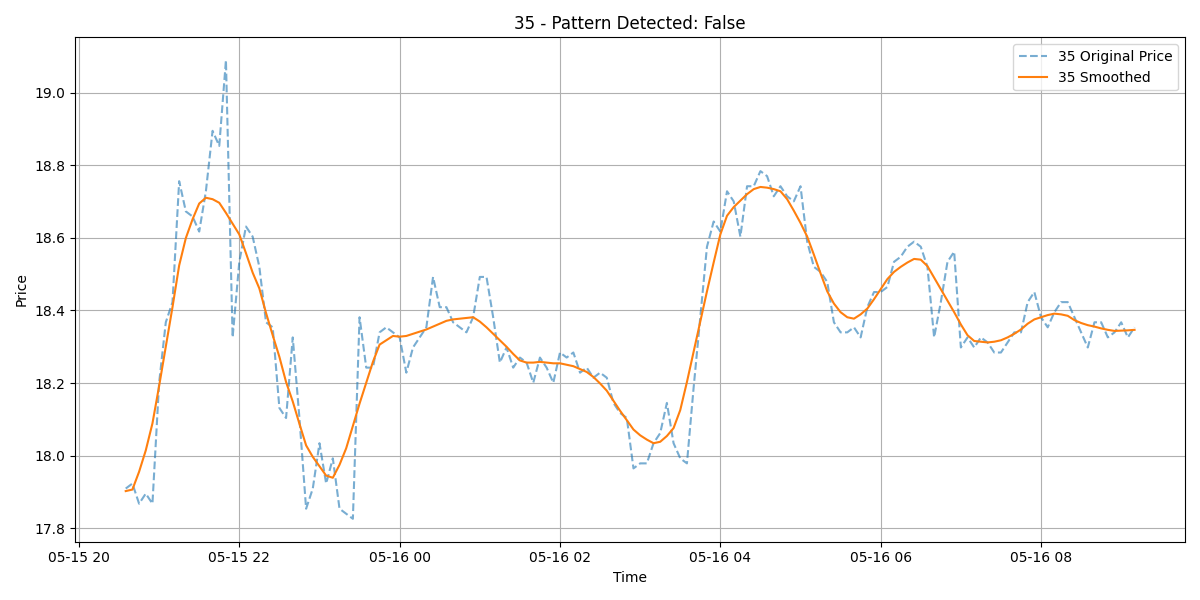 35 - Pattern Detected: False
35 Original Price
35 Smoothed
Price
19.0
18.8
18.6
18.4
18.2
18.0
17.8
05-15 20
05-15 22
05-16 00
05-16 02
05-16 04
05-16 06
05-16 08
Time